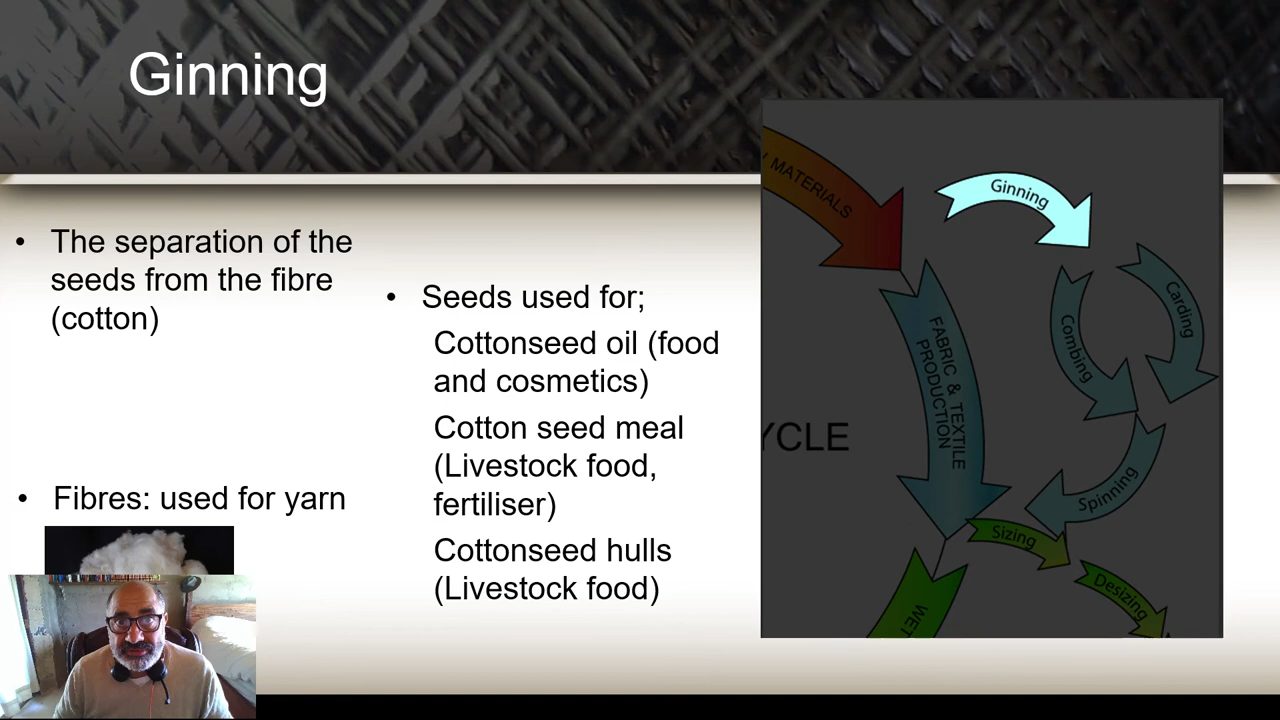 Ginning
• The separation of the
seeds from the fibre
(cotton)
• Fibres: used for yarn
• Seeds used for;
Cottonseed oil (food
and cosmetics)
Cotton seed meal
(Livestock food,
fertiliser)
Cottonseed hulls
(Livestock food)
MATERIALS
Ginning
Carding
Combing
FABRIC & TEXTILE
PRODUCTION
YCLE
Spinning
Sizing
Desizing
WET